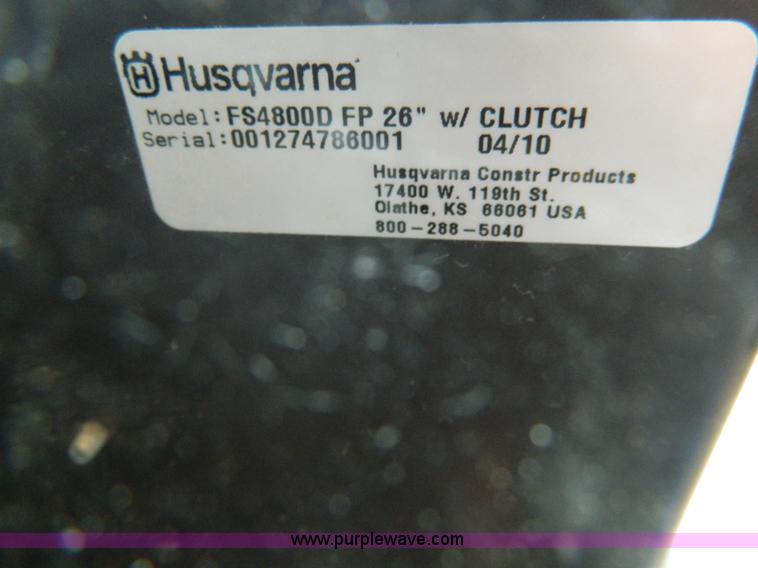 Husqvarna
Model: FS4800D FP 26" w/ CLUTCH
Serial: 001274786001 04/10
Husqvarna Constr Products
17400 W. 119th St.
Olathe, KS 66061 USA
800-288-5040
www.purplewave.com